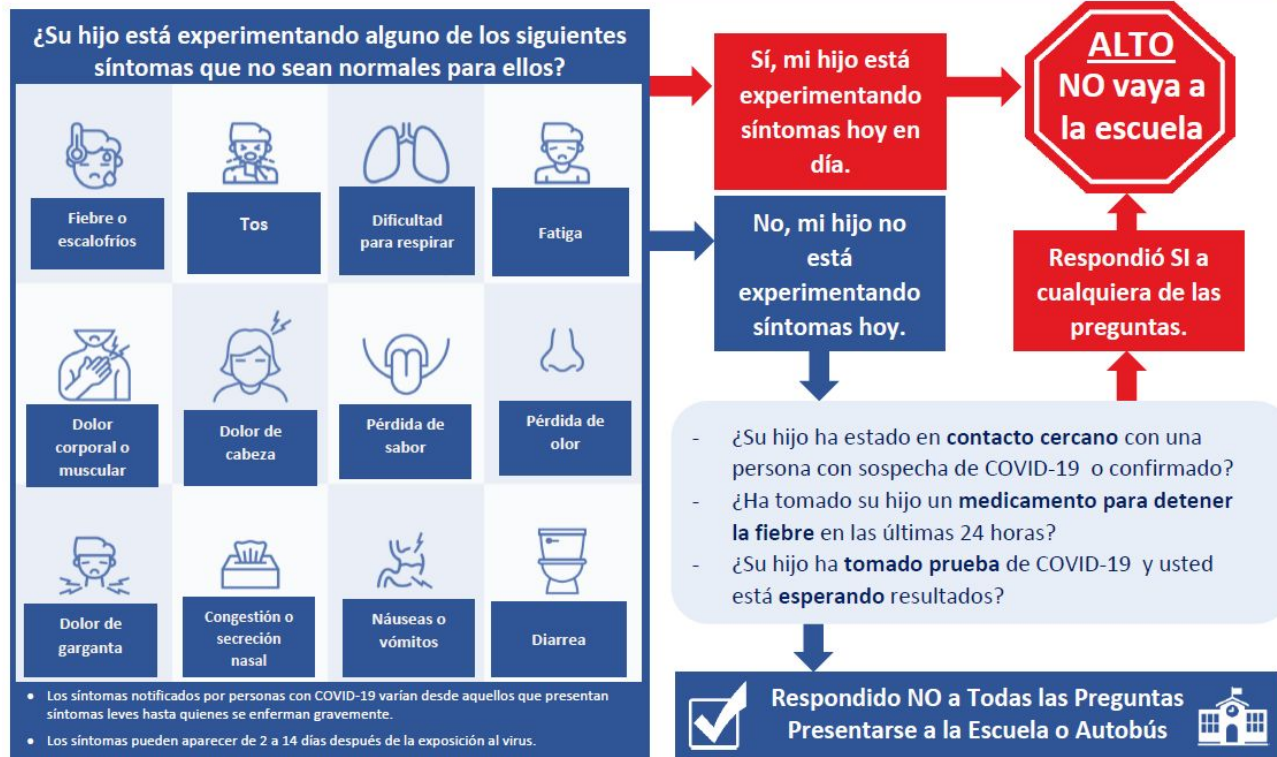 ¿Su hijo está experimentando alguno de los siguientes
síntomas que no sean normales para ellos?
Fiebre o
escalofríos
Tos
Dificultad
para respirar
Fatiga
Dolor
corporal o
muscular
Dolor de
cabeza
Pérdida de
sabor
Pérdida de
olor
Dolor de
garganta
Congestión o
secreción
nasal
Náuseas o
vómitos
Diarrea
● Los síntomas notificados por personas con COVID-19 varían desde aquellos que presentan
síntomas leves hasta quienes se enferman gravemente.
● Los síntomas pueden aparecer de 2 a 14 días después de la exposición al virus.
Sí, mi hijo está
experimentando
síntomas hoy en
día.
ALTO
NO vaya a
la escuela
No, mi hijo no
está
experimentando
síntomas hoy.
Respondió SI a
cualquiera de las
preguntas.
- ¿Su hijo ha estado en contacto cercano con una
persona con sospecha de COVID-19 o confirmado?
- ¿Ha tomado su hijo un medicamento para detener
la fiebre en las últimas 24 horas?
- ¿Su hijo ha tomado prueba de COVID-19 y usted
está esperando resultados?
Respondido NO a Todas las Preguntas
Presentarse a la Escuela o Autobús